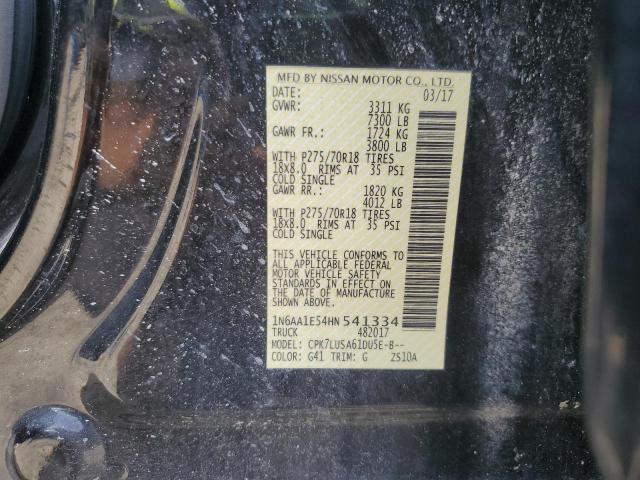 MFD BY NISSAN MOTOR CO., LTD.
DATE: 03/17
GVWR: 3311 KG
7300 LB
GAWR FR.: 1724 KG
3800 LB
WITH P275/70R18 TIRES
18X8.0 RIMS AT 35 PSI
COLD SINGLE
GAWR RR.: 1820 KG
4012 LB
WITH P275/70R18 TIRES
18X8.0 RIMS AT 35 PSI
COLD SINGLE
THIS VEHICLE CONFORMS TO
ALL APPLICABLE FEDERAL
MOTOR VEHICLE SAFETY
STANDARDS IN EFFECT ON
THE DATE OF MANUFACTURE
SHOWN ABOVE.
1N6AA1E54HN541334
TRUCK 482017
MODEL: CPK7LUSA61DU5E-B--
COLOR: G41 TRIM: G ZS10A